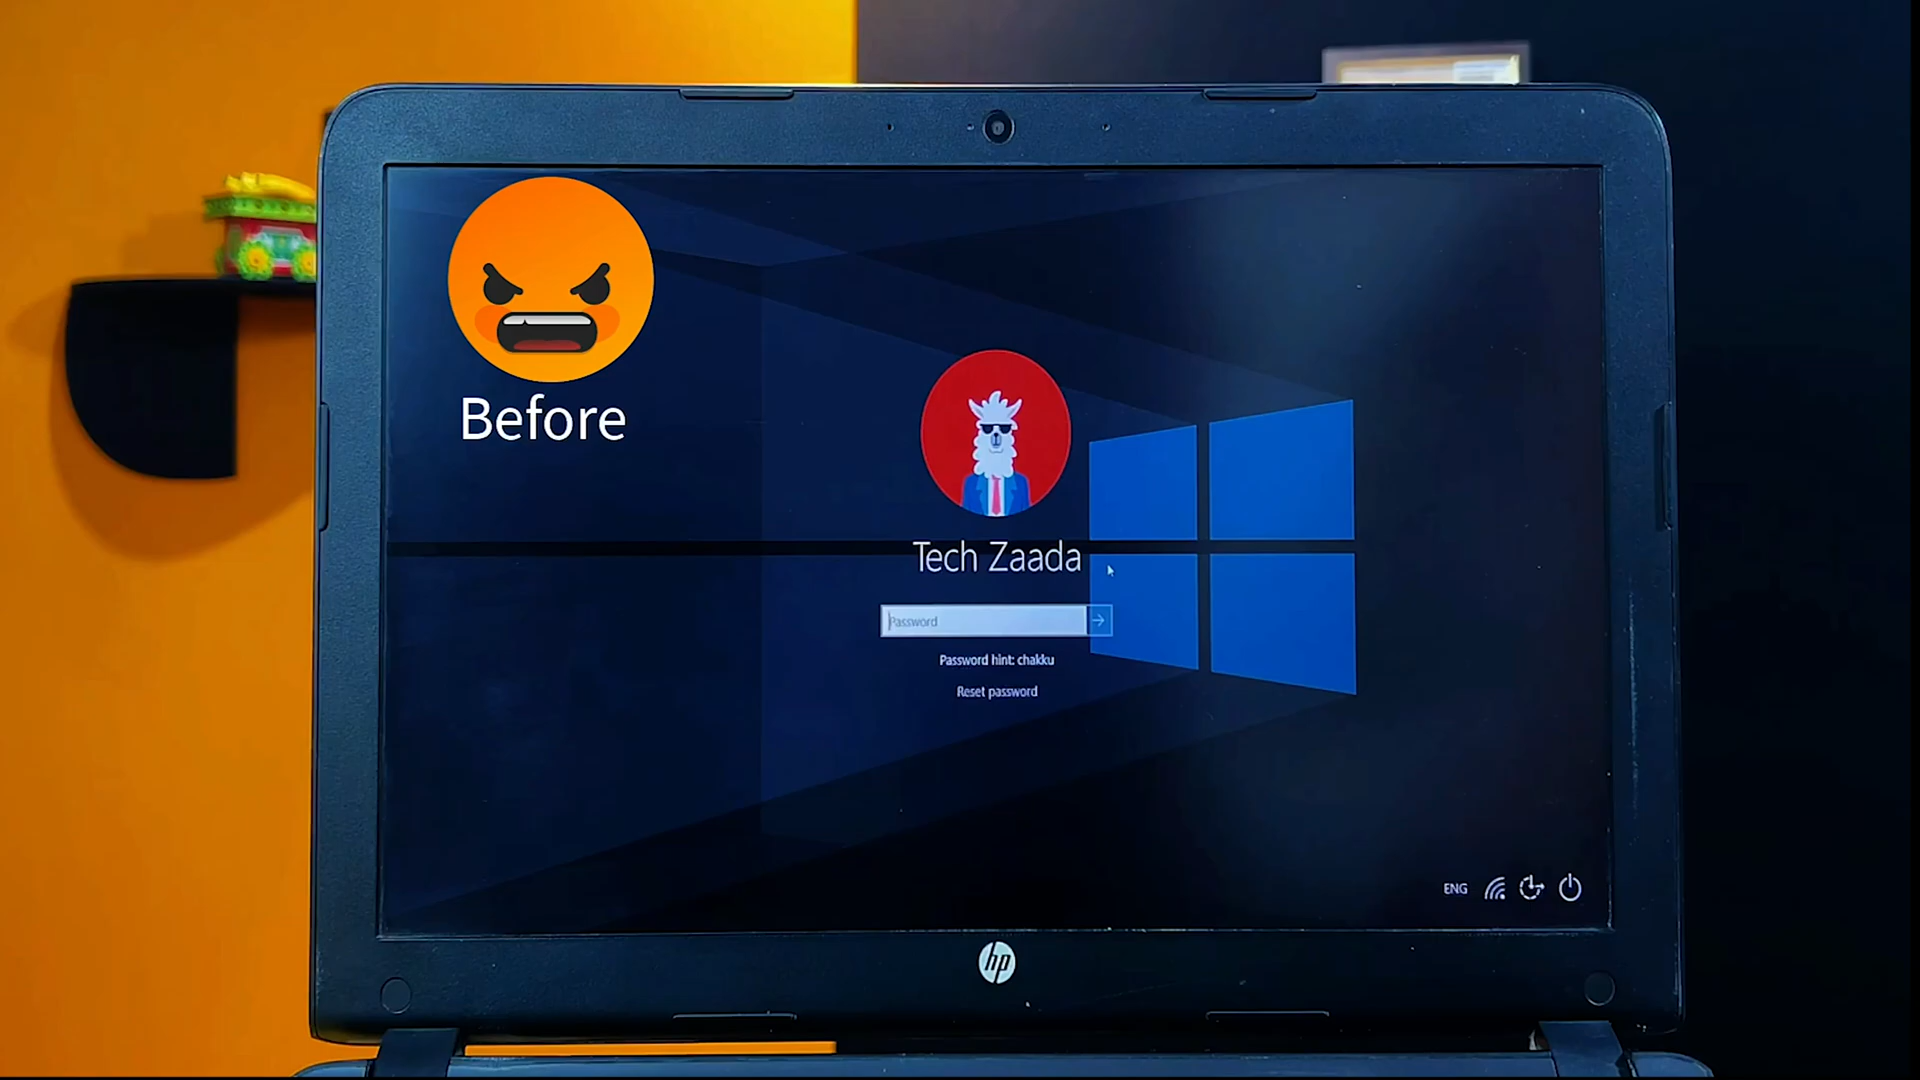 Before
Tech Zaada
Password
Password hint: chakku
Reset password
ENG
hp